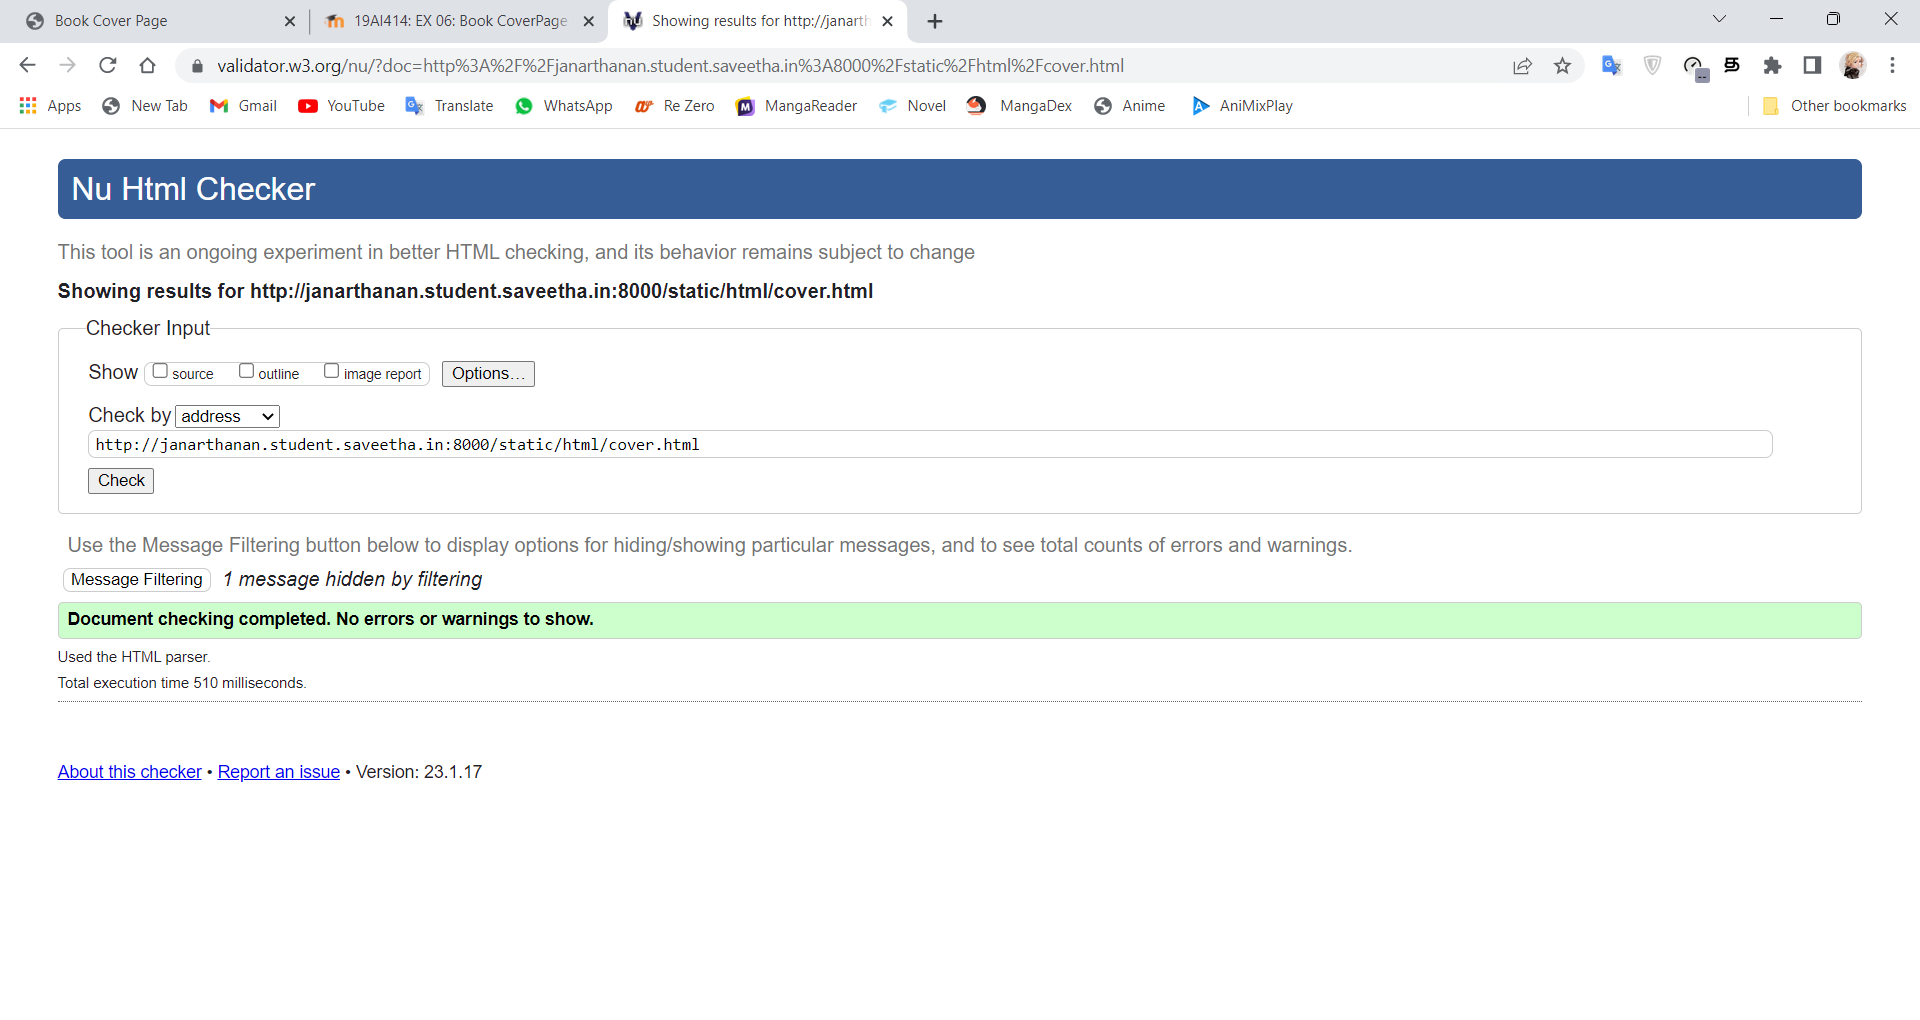 Book Cover Page
19AI414: EX 06: Book CoverPage
Showing results for http://janarth
validator.w3.org/nu/?doc=http%3A%2F%2Fjanarthanan.student.saveetha.in%3A8000%2Fstatic%2Fhtml%2Fcover.html
Apps New Tab Gmail YouTube Translate WhatsApp Re Zero MangaReader Novel MangaDex Anime AniMixPlay Other bookmarks
Nu Html Checker
This tool is an ongoing experiment in better HTML checking, and its behavior remains subject to change
Showing results for http://janarthanan.student.saveetha.in:8000/static/html/cover.html
Checker Input
Show source outline image report Options...
Check by address
http://janarthanan.student.saveetha.in:8000/static/html/cover.html
Check
Use the Message Filtering button below to display options for hiding/showing particular messages, and to see total counts of errors and warnings.
Message Filtering 1 message hidden by filtering
Document checking completed. No errors or warnings to show.
Used the HTML parser.
Total execution time 510 milliseconds.
About this checker • Report an issue • Version: 23.1.17